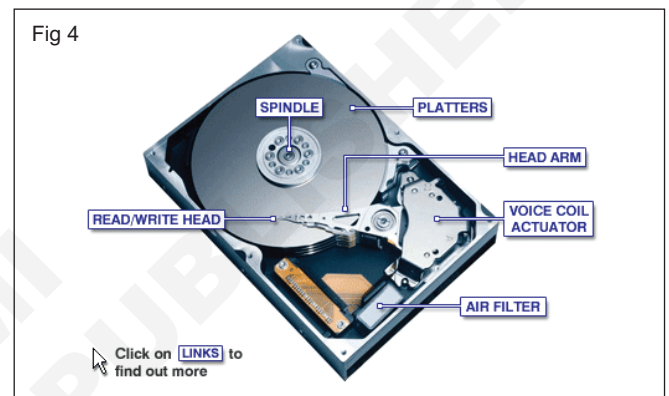 Fig 4
SPINDLE
PLATTERS
HEAD ARM
READ/WRITE HEAD
VOICE COIL
ACTUATOR
AIR FILTER
Click on LINKS to
find out more